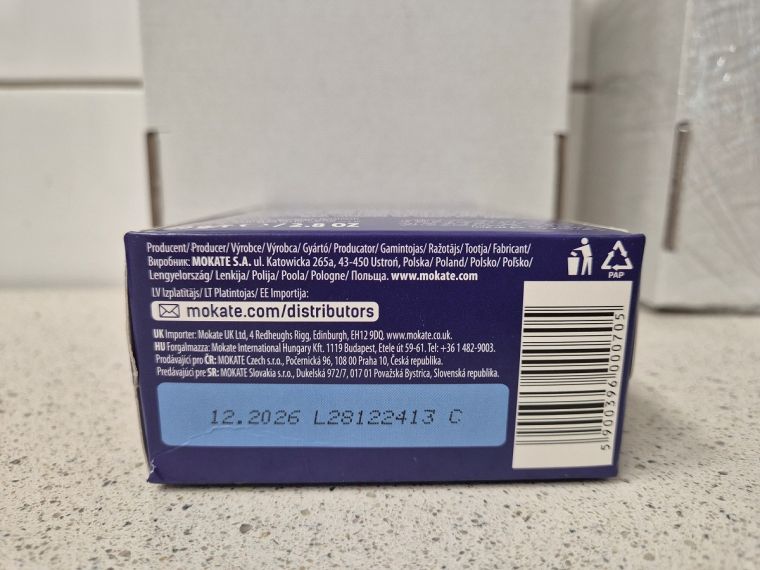 / 2.8 OZ
Producent/ Producer/ Výrobce/ Výrobca/ Gyártó/ Producator/ Gamintojas/ Ražotājs/ Tootja/ Fabricant/
Виробник: MOKATE S.A. ul. Katowicka 265a, 43-450 Ustroń, Polska/ Poland/ Polsko/ Poľsko/
Lengyelország/ Lenkija/ Polija/ Poola/ Pologne/ Польща. www.mokate.com
PAP
LV Izplatītājs/ LT Platintojas/ EE Importija:
mokate.com/distributors
UK Importer: Mokate UK Ltd, 4 Redheughs Rigg, Edinburgh, EH12 9DQ. www.mokate.co.uk.
HU Forgalmazza: Mokate International Hungary Kft. 1119 Budapest, Etele út 59-61. Tel: +36 1 482-9003.
Prodávající pro ČR: MOKATE Czech s.r.o., Počernická 96, 108 00 Praha 10, Česká republika.
Predávajúci pre SR: MOKATE Slovakia s.r.o., Dukelská 972/7, 017 01 Považská Bystrica, Slovenská republika.
12.2026 L28122413 C
5 900396 000705